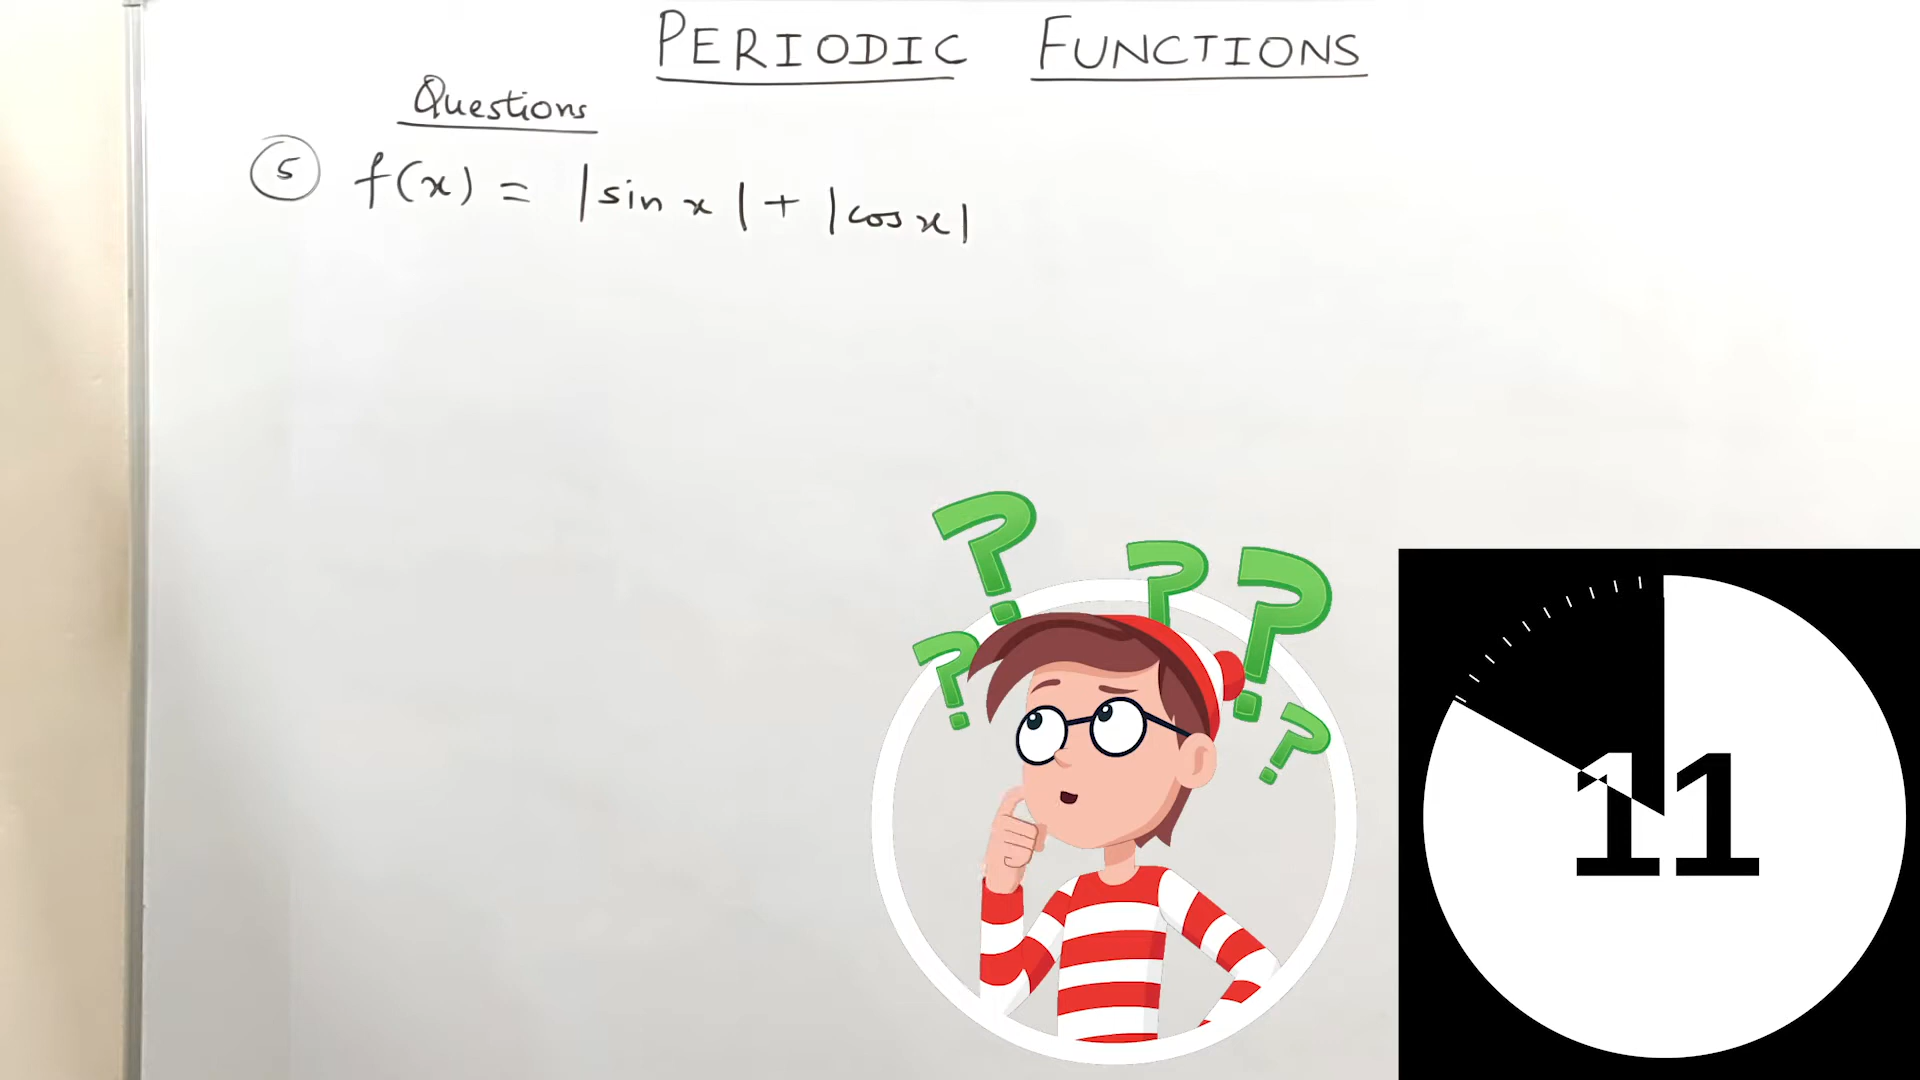 PERIODIC FUNCTIONS
Questions
5 f(x) = |sin x| + |cos x|
? ? ? ? ?
11